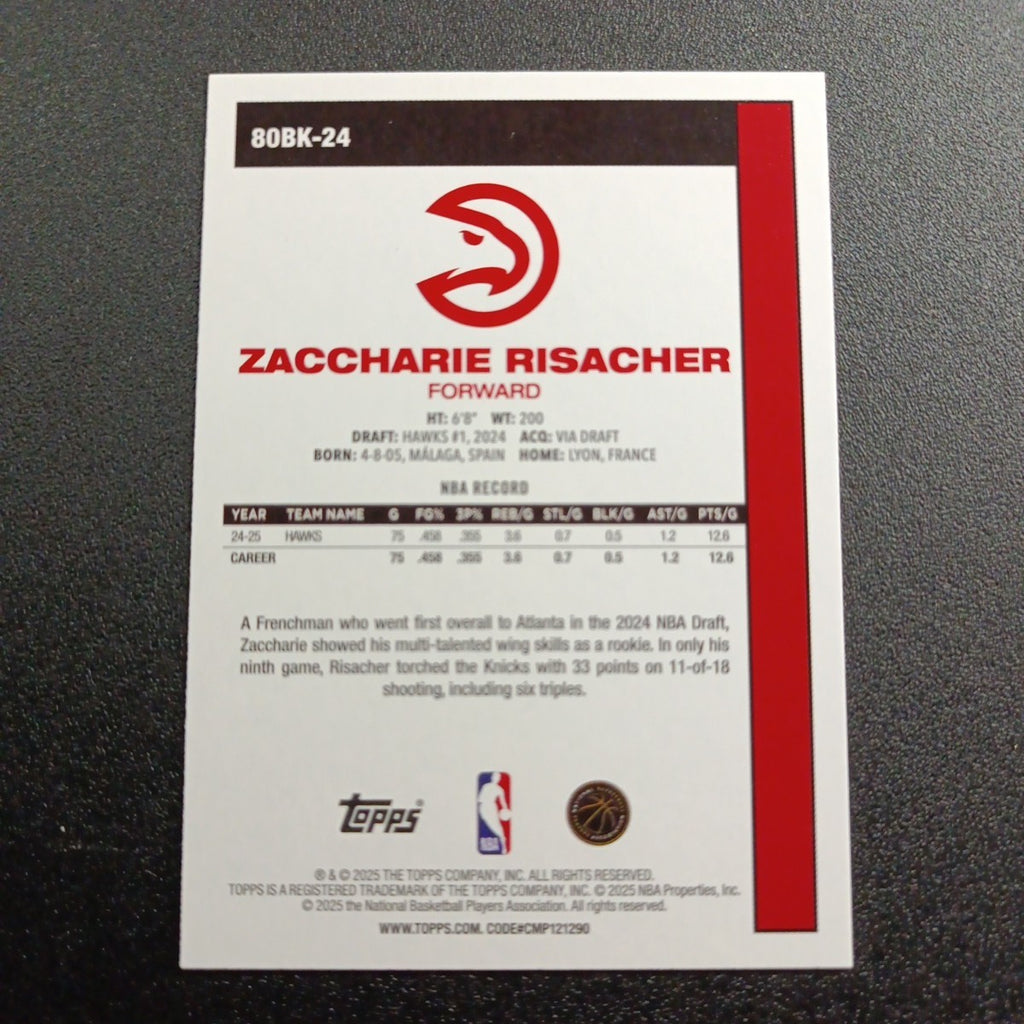 80BK-24
ZACCHARIE RISACHER
FORWARD
HT: 6'8" WT: 200
DRAFT: HAWKS #1, 2024 ACQ: VIA DRAFT
BORN: 4-8-05, MÁLAGA, SPAIN HOME: LYON, FRANCE
NBA RECORD
YEAR TEAM NAME G FG% 3P% REB/G STL/G BLK/G AST/G PTS/G
24-25 HAWKS 75 .458 .355 3.6 0.7 0.5 1.2 12.6
CAREER 75 .458 .355 3.6 0.7 0.5 1.2 12.6
A Frenchman who went first overall to Atlanta in the 2024 NBA Draft,
Zaccharie showed his multi-talented wing skills as a rookie. In only his
ninth game, Risacher torched the Knicks with 33 points on 11-of-18
shooting, including six triples.
Topps®
NBA
® & © 2025 THE TOPPS COMPANY, INC. ALL RIGHTS RESERVED.
TOPPS IS A REGISTERED TRADEMARK OF THE TOPPS COMPANY, INC. © 2025 NBA Properties, Inc.
© 2025 the National Basketball Players Association. All rights reserved.
WWW.TOPPS.COM. CODE#CMP121290